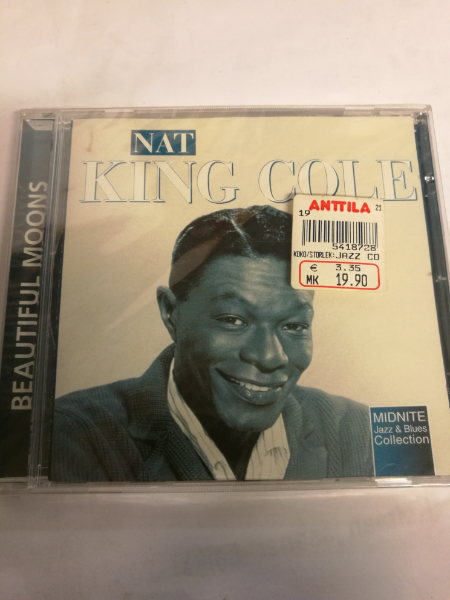 BEAUTIFUL MOONS
NAT
KING COLE
ANTTILA 21
19
5418728
KOKO/STORLEK:JAZZ CD
€ 3.35
MK 19.90
MIDNITE
Jazz & Blues
Collection